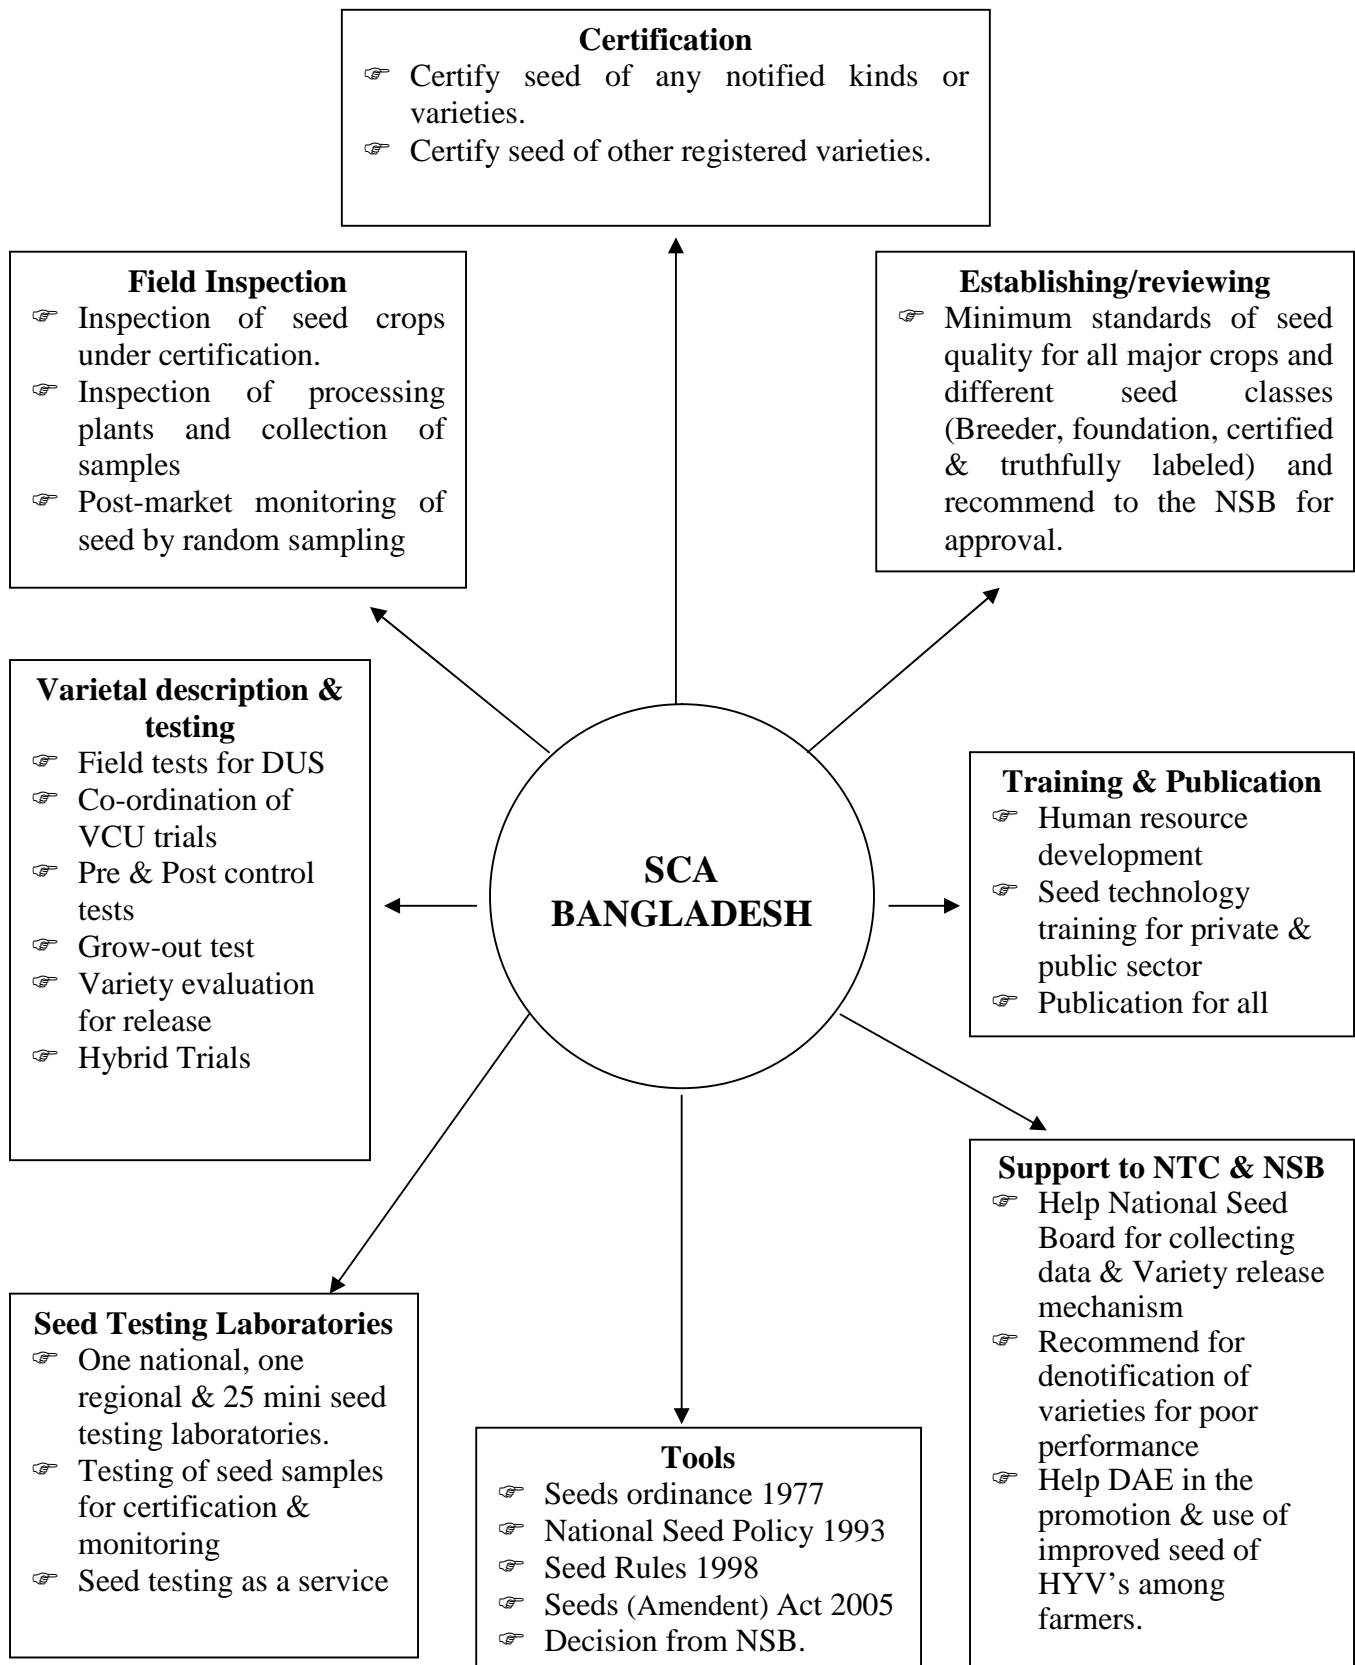 Certification
☞ Certify seed of any notified kinds or
varieties.
☞ Certify seed of other registered varieties.
Field Inspection
☞ Inspection of seed crops
under certification.
☞ Inspection of processing
plants and collection of
samples
☞ Post-market monitoring of
seed by random sampling
Establishing/reviewing
☞ Minimum standards of seed
quality for all major crops and
different seed classes
(Breeder, foundation, certified
& truthfully labeled) and
recommend to the NSB for
approval.
Varietal description &
testing
☞ Field tests for DUS
☞ Co-ordination of
VCU trials
☞ Pre & Post control
tests
☞ Grow-out test
☞ Variety evaluation
for release
☞ Hybrid Trials
SCA
BANGLADESH
Training & Publication
☞ Human resource
development
☞ Seed technology
training for private &
public sector
☞ Publication for all
Seed Testing Laboratories
☞ One national, one
regional & 25 mini seed
testing laboratories.
☞ Testing of seed samples
for certification &
monitoring
☞ Seed testing as a service
Tools
☞ Seeds ordinance 1977
☞ National Seed Policy 1993
☞ Seed Rules 1998
☞ Seeds (Amendent) Act 2005
☞ Decision from NSB.
Support to NTC & NSB
☞ Help National Seed
Board for collecting
data & Variety release
mechanism
☞ Recommend for
denotification of
varieties for poor
performance
☞ Help DAE in the
promotion & use of
improved seed of
HYV's among
farmers.